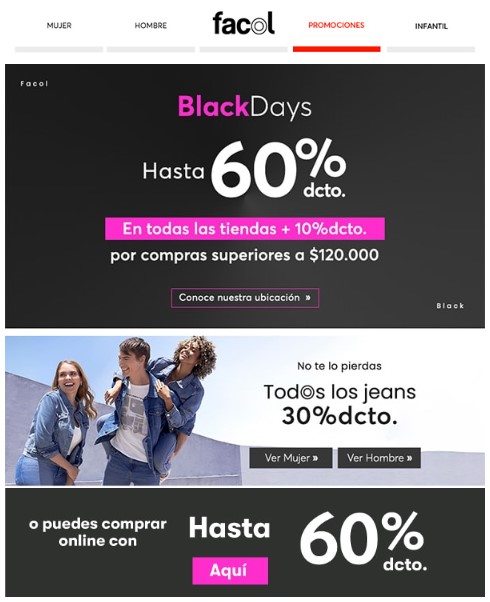 MUJER
HOMBRE
facol
PROMOCIONES
INFANTIL
Facol
BlackDays
Hasta 60% dcto.
En todas las tiendas + 10%dcto.
por compras superiores a $120.000
Conoce nuestra ubicación »
Black
No te lo pierdas
Todos los jeans
30%dcto.
Ver Mujer »
Ver Hombre »
o puedes comprar
online con
Hasta
60%
dcto.
Aquí